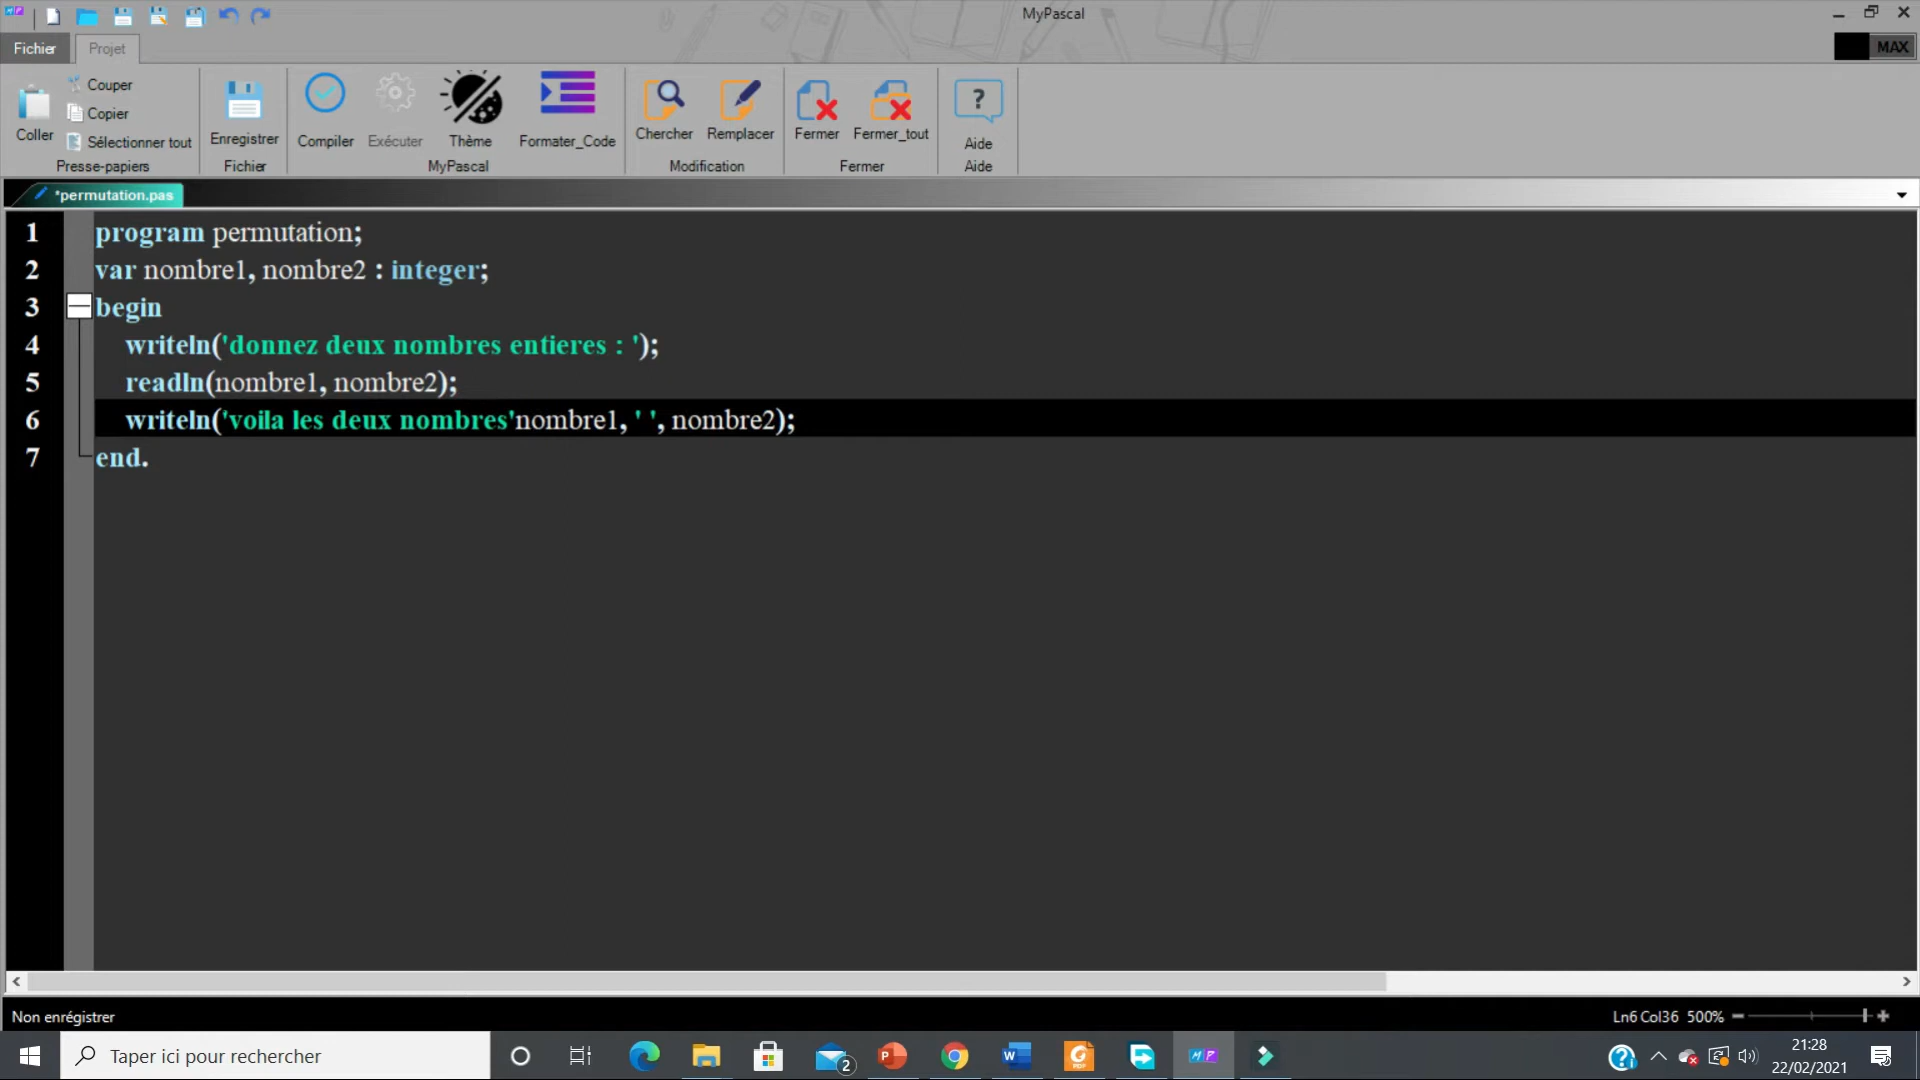 MyPascal
Fichier Projet MAX
Coller
Couper
Copier
Sélectionner tout
Presse-papiers
Enregistrer
Fichier
Compiler Exécuter Thème Formater_Code
MyPascal
Chercher Remplacer
Modification
Fermer Fermer_tout
Fermer
Aide
Aide
*permutation.pas
1 program permutation;
2 var nombre1, nombre2 : integer;
3 begin
4 writeln('donnez deux nombres entieres : ');
5 readln(nombre1, nombre2);
6 writeln('voila les deux nombres'nombre1, ' ', nombre2);
7 end.
Non enrégistrer Ln6 Col36 500%
Taper ici pour rechercher 2 21:28
22/02/2021